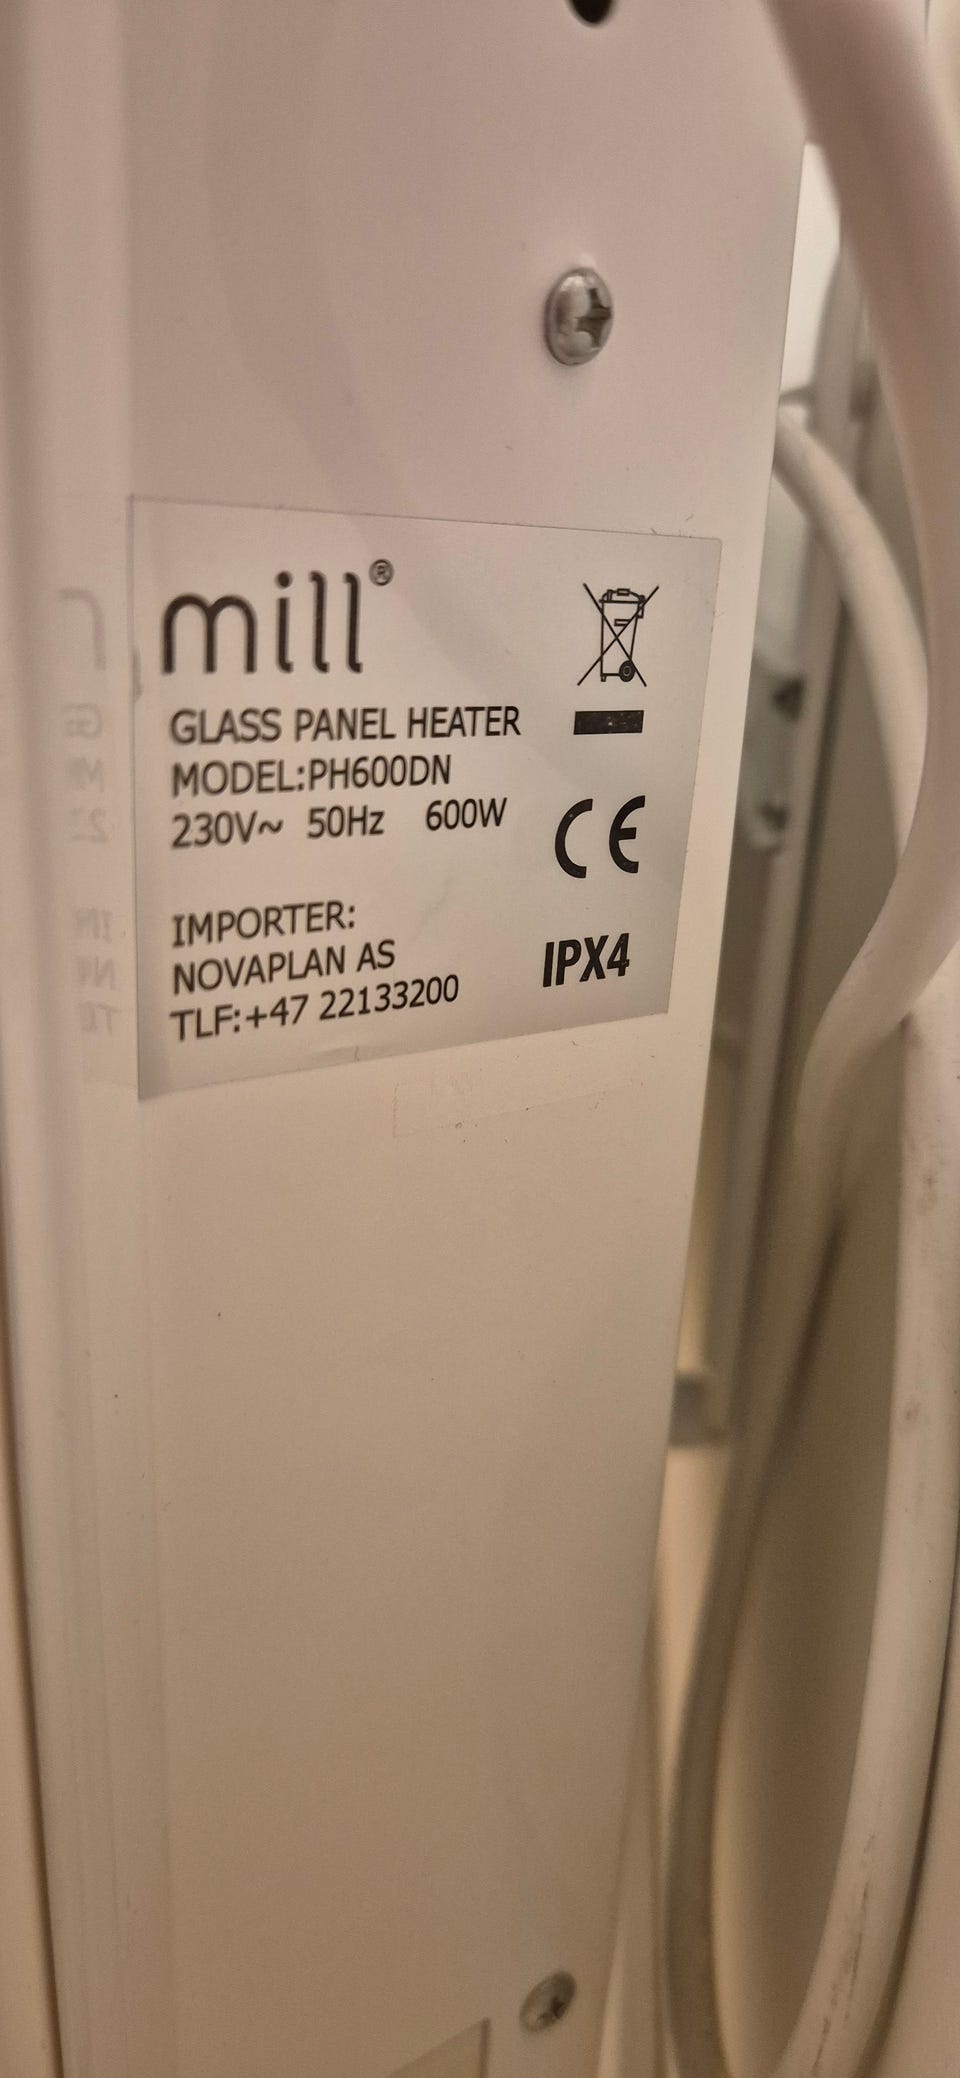 mill®
GLASS PANEL HEATER
MODEL:PH600DN
230V~ 50Hz 600W
CE
IMPORTER:
NOVAPLAN AS
TLF:+47 22133200
IPX4